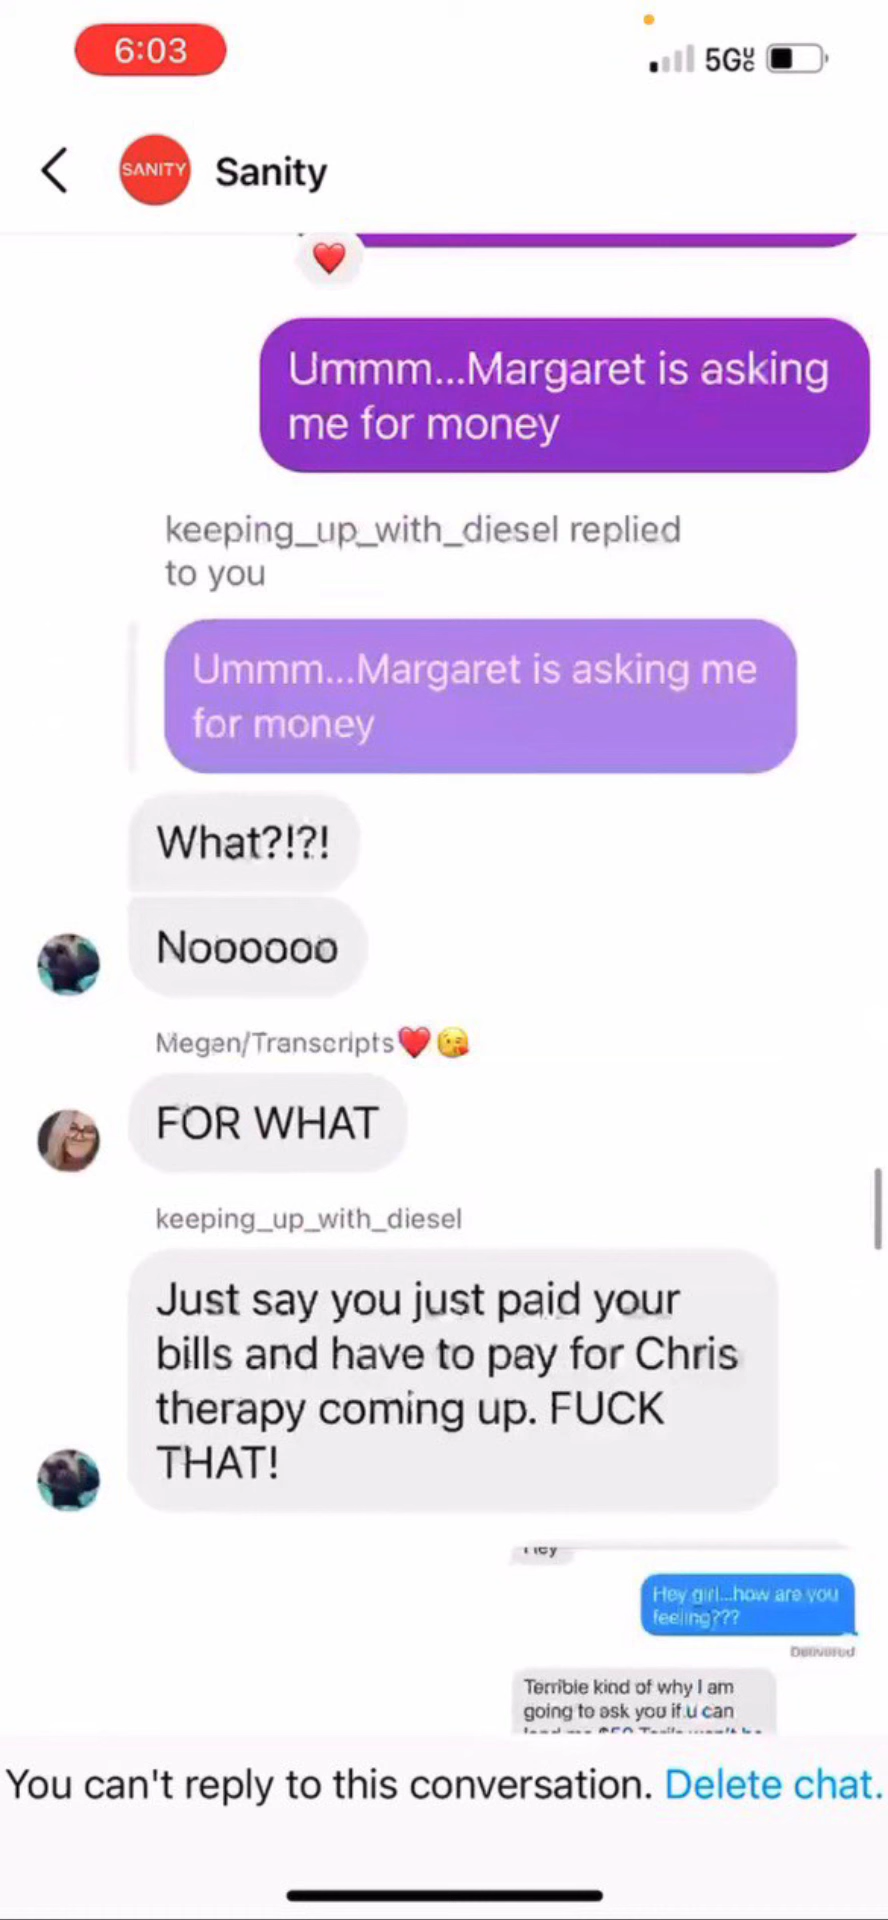 6:03
5G
SANITY
Sanity
Ummm...Margaret is asking
me for money
keeping_up_with_diesel replied
to you
Ummm...Margaret is asking me
for money
What?!?!
Noooooo
Megan/Transcripts❤️😘
FOR WHAT
keeping_up_with_diesel
Just say you just paid your
bills and have to pay for Chris
therapy coming up. FUCK
THAT!
Hey
Hey girl...how are you
feeling???
Delivered
Terrible kind of why I am
going to ask you if u can
You can't reply to this conversation. Delete chat.